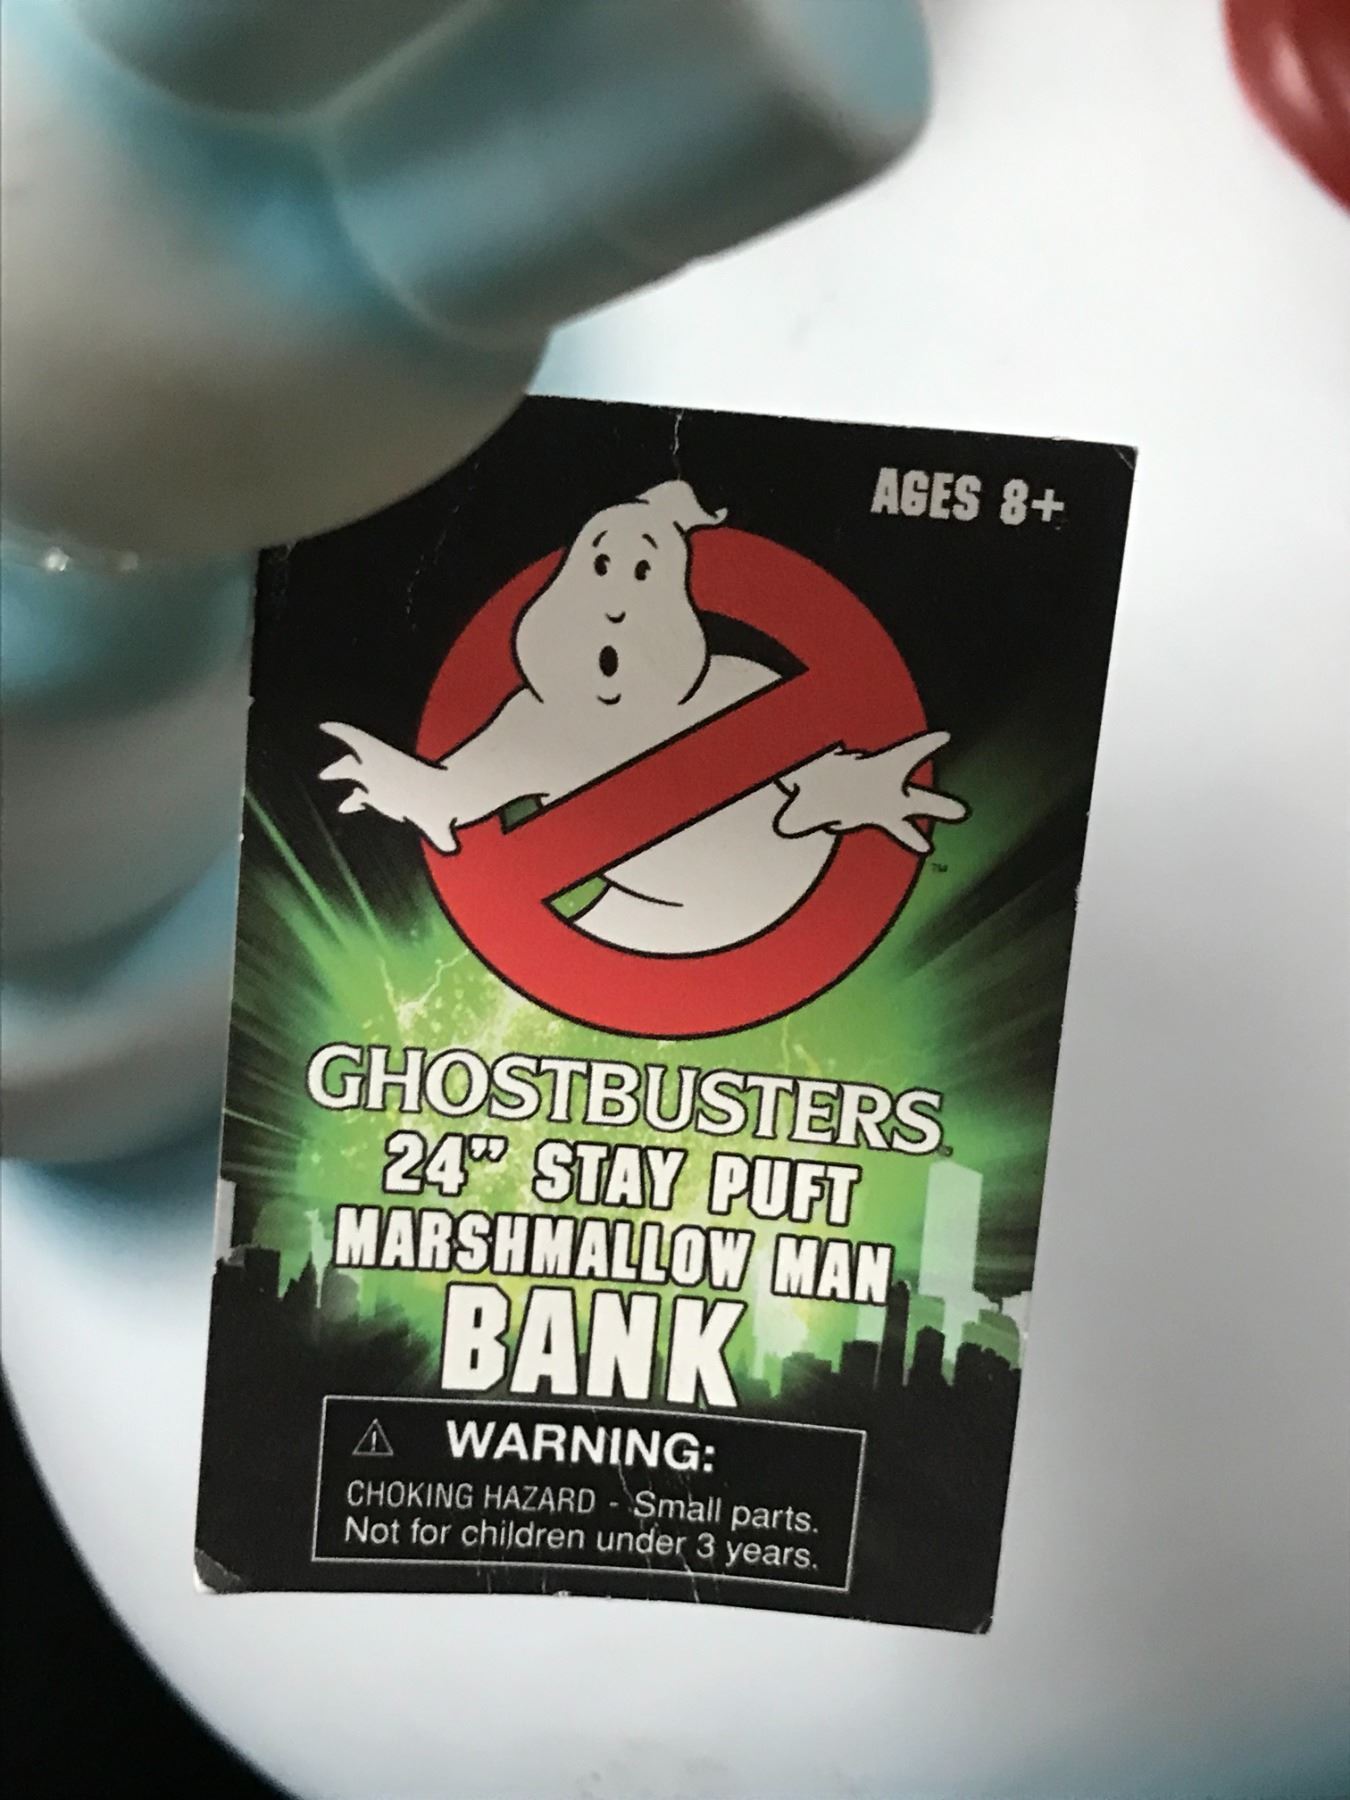 AGES 8+
TM
GHOSTBUSTERS
24" STAY PUFT
MARSHMALLOW MAN
BANK
WARNING:
CHOKING HAZARD - Small parts.
Not for children under 3 years.